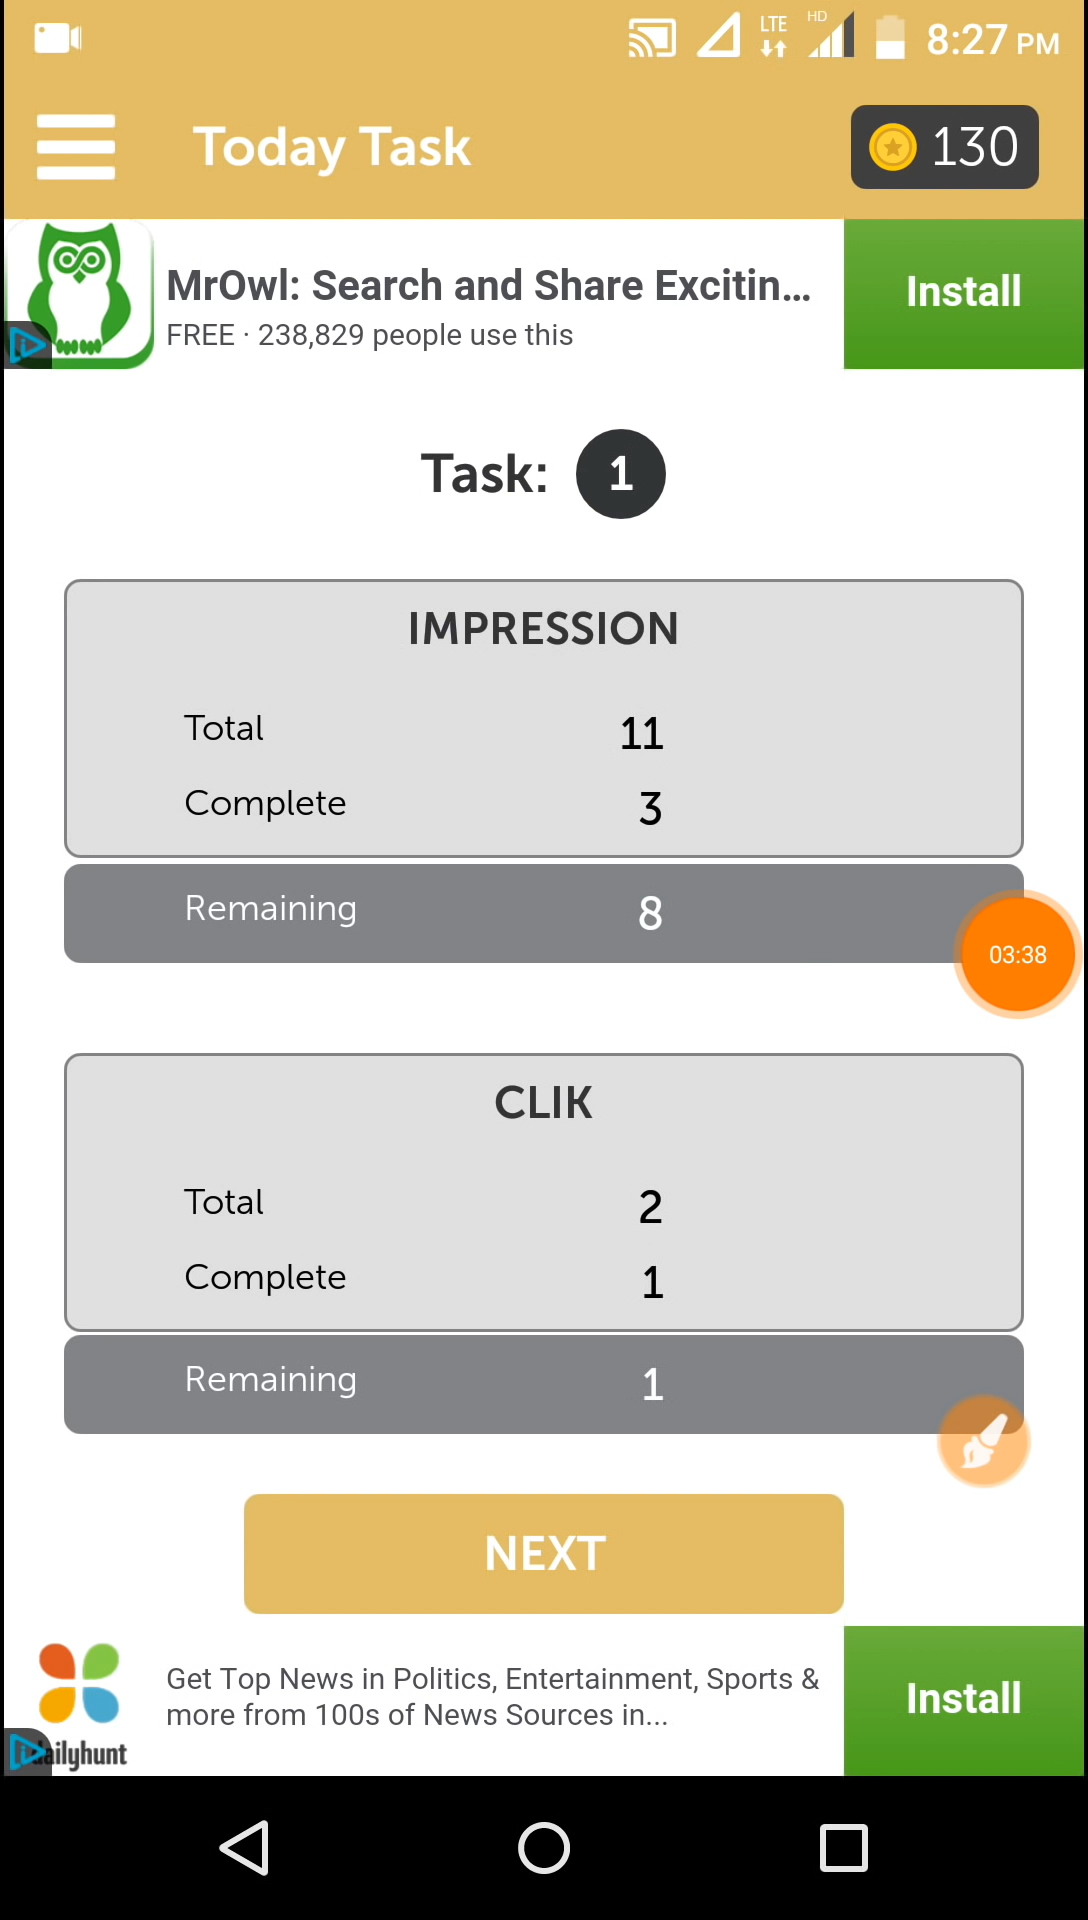 LTE
HD
8:27 PM
Today Task
130
MrOwl: Search and Share Excitin...
FREE · 238,829 people use this
Install
Task: 1
IMPRESSION
Total 11
Complete 3
Remaining 8
03:38
CLIK
Total 2
Complete 1
Remaining 1
NEXT
Get Top News in Politics, Entertainment, Sports &
more from 100s of News Sources in...
Install
dailyhunt